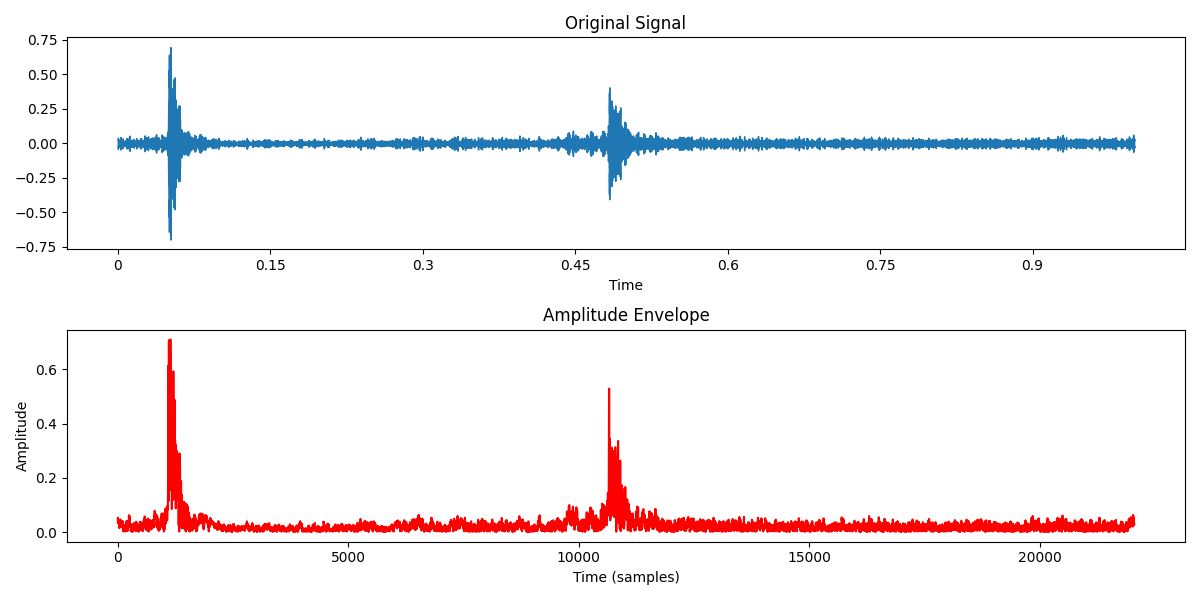 Original Signal
0.75
0.50
0.25
0.00
−0.25
−0.50
−0.75
0 0.15 0.3 0.45 0.6 0.75 0.9
Time
Amplitude Envelope
Amplitude
0.6
0.4
0.2
0.0
0 5000 10000 15000 20000
Time (samples)